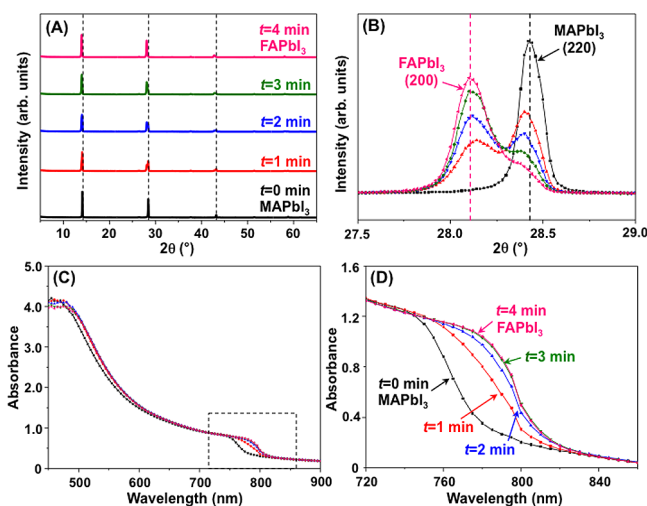 (A)
t=4 min
FAPbI3
t=3 min
t=2 min
t=1 min
t=0 min
MAPbI3
Intensity (arb. units)
10 20 30 40 50 60
2θ (°)
(B)
FAPbI3
(200)
MAPbI3
(220)
Intensity (arb. units)
27.5 28.0 28.5 29.0
2θ (°)
(C)
5.0
4.0
3.0
2.0
1.0
0
Absorbance
500 600 700 800 900
Wavelength (nm)
(D)
1.6
1.2
0.8
0.4
0
Absorbance
t=4 min
FAPbI3
t=3 min
t=0 min
MAPbI3
t=1 min
t=2 min
720 760 800 840
Wavelength (nm)